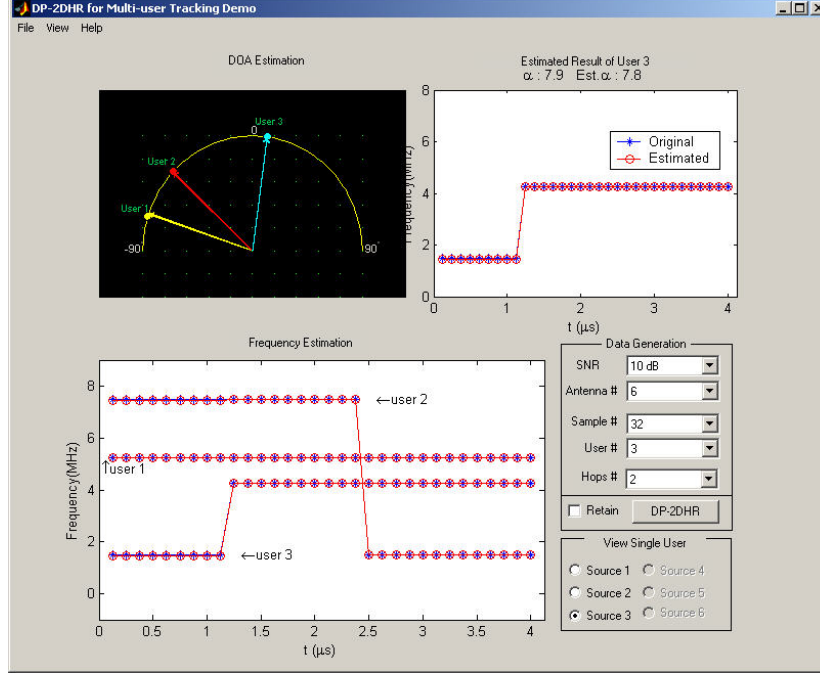 DP-2DHR for Multi-user Tracking Demo
File View Help
DOA Estimation
User 3
0
User 2
User 1
-90
90
Estimated Result of User 3
α : 7.9 Est.α : 7.8
8
6
4
2
0
Frequency(MHz)
Original
Estimated
0 1 2 3 4
t (μs)
Frequency Estimation
8
6
4
2
0
Frequency(MHz)
←user 2
↑user 1
←user 3
0 0.5 1 1.5 2 2.5 3 3.5 4
t (μs)
Data Generation
SNR 10 dB
Antenna # 6
Sample # 32
User # 3
Hops # 2
Retain DP-2DHR
View Single User
Source 1 Source 4
Source 2 Source 5
Source 3 Source 6